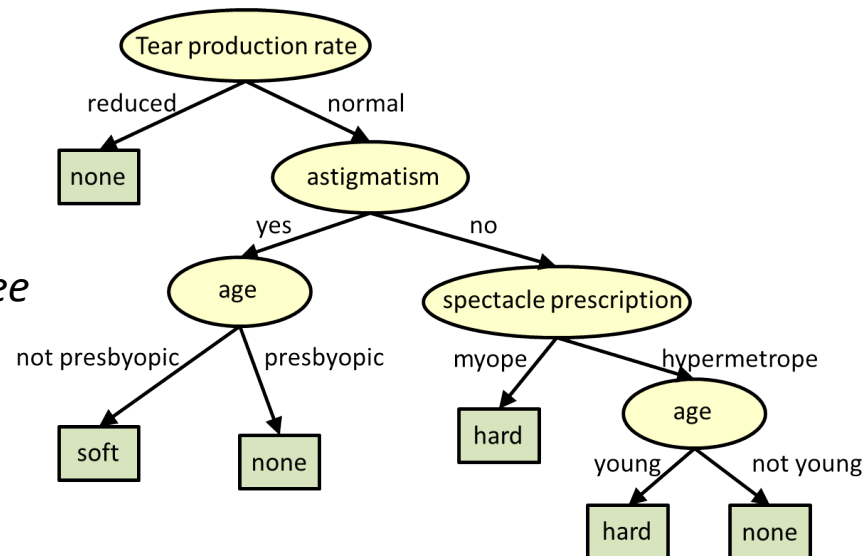 Tear production rate
reduced
normal
none
astigmatism
yes
no
ee
age
spectacle prescription
not presbyopic
presbyopic
myope
hypermetrope
age
soft
none
hard
young
not young
hard
none